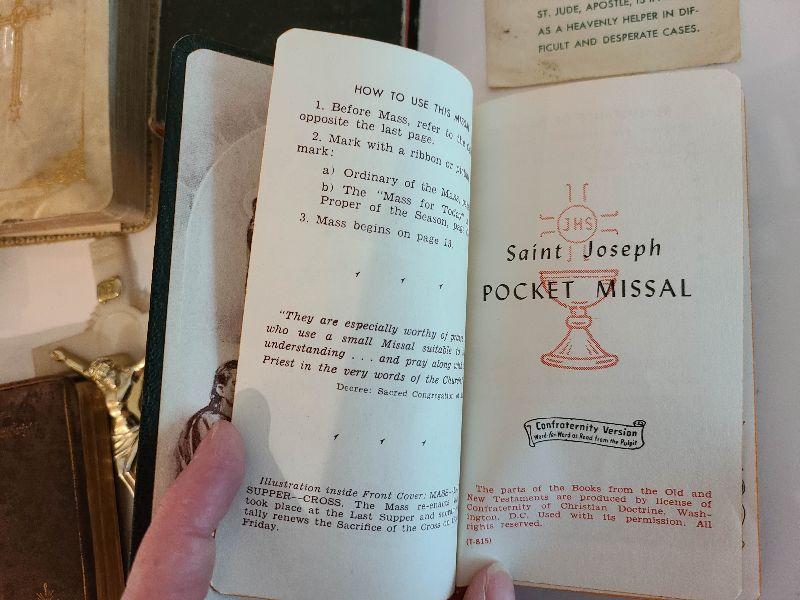 ST. JUDE, APOSTLE, IS
AS A HEAVENLY HELPER IN DIF-
FICULT AND DESPERATE CASES.
HOW TO USE THIS
1. Before Mass, refer to the
opposite the last page.
2. Mark with a ribbon or
mark:
a) Ordinary of the Mass,
b) The "Mass for Today"
Proper of the Season,
3. Mass begins on page 13.
"They are especially worthy of
who use a small Missal suitable
understanding . . . and pray along
Priest in the very words of the Church
Decree: Sacred Congregation
Illustration inside Front Cover: MASS—
SUPPER—CROSS. The Mass re-enacts
took place at the Last Supper and
tally renews the Sacrifice of the Cross
Friday.
JHS
Saint Joseph
POCKET MISSAL
Confraternity Version
Word-for-Word as Read from the Pulpit
The parts of the Books from the Old and
New Testaments are produced by license of
Confraternity of Christian Doctrine, Wash-
ington, D.C. Used with its permission. All
rights reserved.
(T-815)